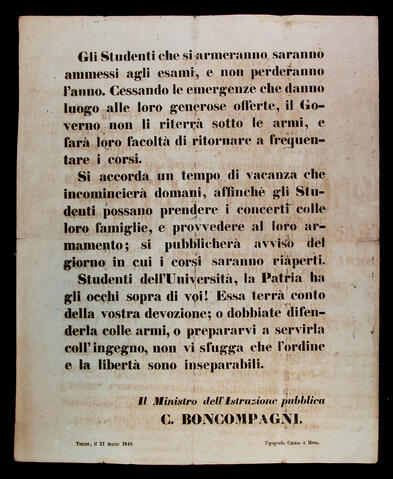 Gli Studenti che si armeranno saranno
ammessi agli esami, e non perderanno
l'anno. Cessando le emergenze che danno
luogo alle loro generose offerte, il Go-
verno non li riterrà sotto le armi, e
farà loro facoltà di ritornare a frequen-
tare i corsi.
Si accorda un tempo di vacanza che
incomincierà domani, affinchè gli Stu-
denti possano prendere i concerti colle
loro famiglie, e provvedere al loro ar-
mamento; si pubblicherà avviso del
giorno in cui i corsi saranno riaperti.
Studenti dell'Università, la Patria ha
gli occhi sopra di voi! Essa terrà conto
della vostra devozione; o dobbiate difen-
derla colle armi, o prepararvi a servirla
coll'ingegno, non vi sfugga che l'ordine
e la libertà sono inseparabili.
Il Ministro dell'Istruzione pubblica
C. BONCOMPAGNI.
Torino, il 21 marzo 1848.
Tipografia Cassone e Marz.